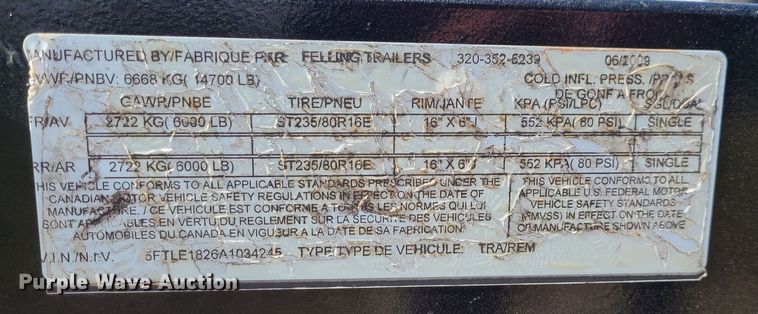 MANUFACTURED BY/FABRIQUE PAR: FELLING TRAILERS 320-352-5239 06/2009
GVWR/PNBV: 6668 KG( 14700 LB) COLD INFL. PRESS./PRESS
DE GONF A FROID
GAWR/PNBE TIRE/PNEU RIM/JANTE KPA (PSI/LPC) SGL/DUAL
FR/AV 2722 KG( 6000 LB) ST235/80R16E 16" X 6"J 552 KPA( 80 PSI) SINGLE
RR/AR 2722 KG( 6000 LB) ST235/80R16E 16" X 6"J 552 KPA( 80 PSI) SINGLE
THIS VEHICLE CONFORMS TO ALL APPLICABLE STANDARDS PRESCRIBED UNDER THE
CANADIAN MOTOR VEHICLE SAFETY REGULATIONS IN EFFECT ON THE DATE OF
MANUFACTURE. / CE VEHICULE EST CONFORME A TOUTES LES NORMES QUI LUI
SONT APPLICABLES EN VERTU DU REGLEMENT SUR LA SECURITE DES VEHICULES
AUTOMOBILES DU CANADA EN VIGUEUR A LA DATE DE SA FABRICATION.
THIS VEHICLE CONFORMS TO ALL
APPLICABLE U.S. FEDERAL MOTOR
VEHICLE SAFETY STANDARDS
(FMVSS) IN EFFECT ON THE DATE
OF MANUFACTURE SHOWN ABOVE
V.I.N./N.I.V. 5FTLE1826A1034245 TYPE/TYPE DE VEHICULE: TRA/REM
Purple Wave Auction